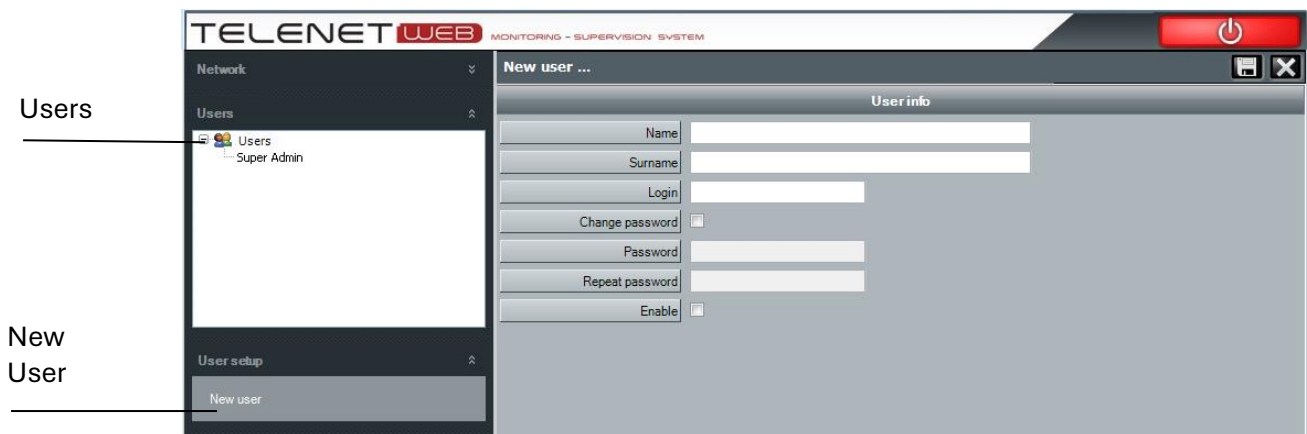 TELENET WEB MONITORING - SUPERVISION SYSTEM
Network
New user ...
Users
Users
User info
Users
Super Admin
Name
Surname
Login
Change password
Password
Repeat password
Enable
New
User
User setup
New user